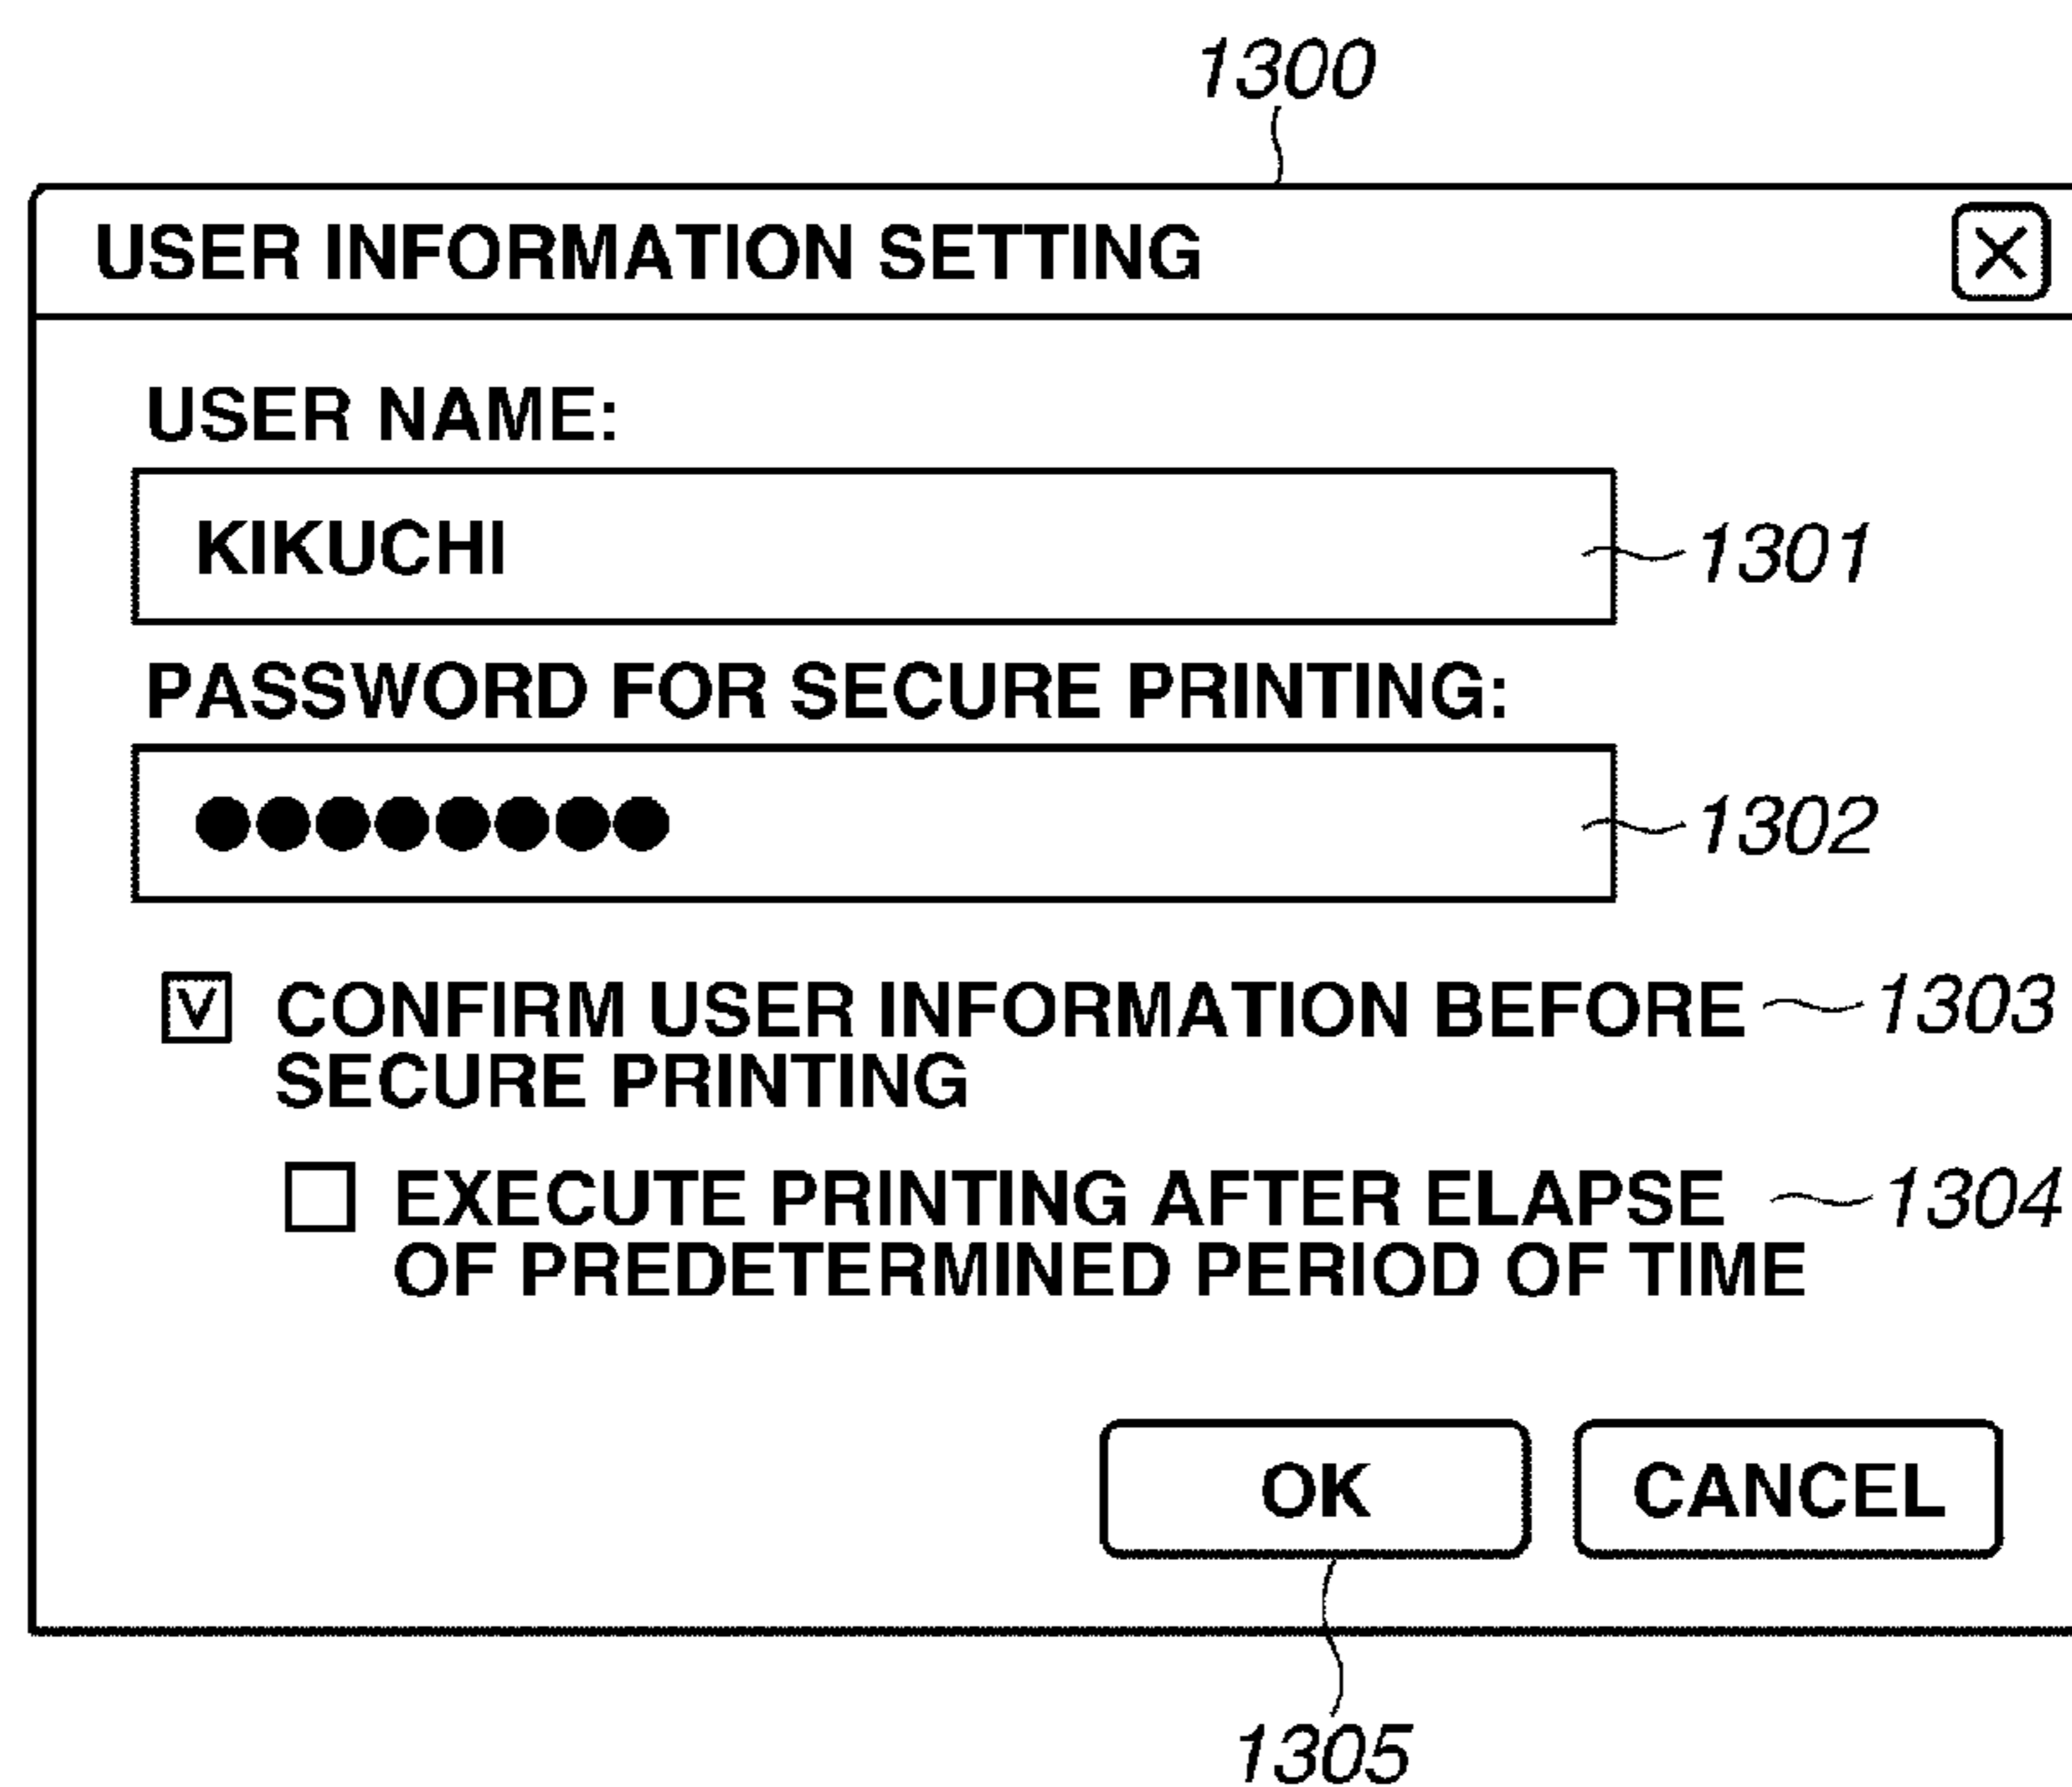 1300
USER INFORMATION SETTING
USER NAME:
KIKUCHI
1301
PASSWORD FOR SECURE PRINTING:
●●●●●●●●
1302
V CONFIRM USER INFORMATION BEFORE 1303
SECURE PRINTING
EXECUTE PRINTING AFTER ELAPSE 1304
OF PREDETERMINED PERIOD OF TIME
OK CANCEL
1305